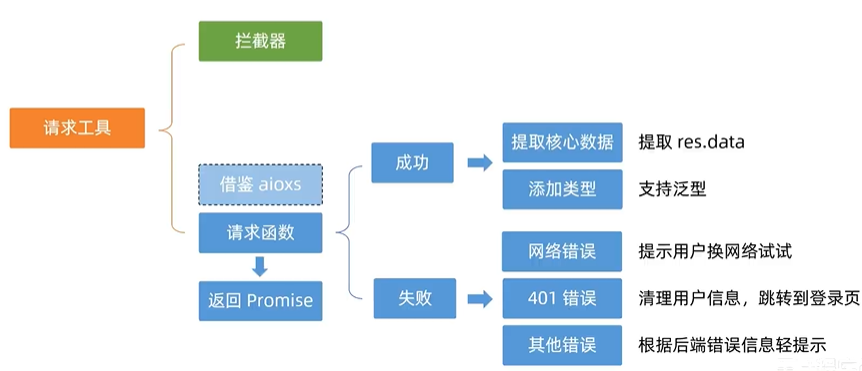 拦截器
请求工具
借鉴 aioxs
请求函数
返回 Promise
成功
提取核心数据
提取 res.data
添加类型
支持泛型
失败
网络错误
提示用户换网络试试
401 错误
清理用户信息，跳转到登录页
其他错误
根据后端错误信息轻提示